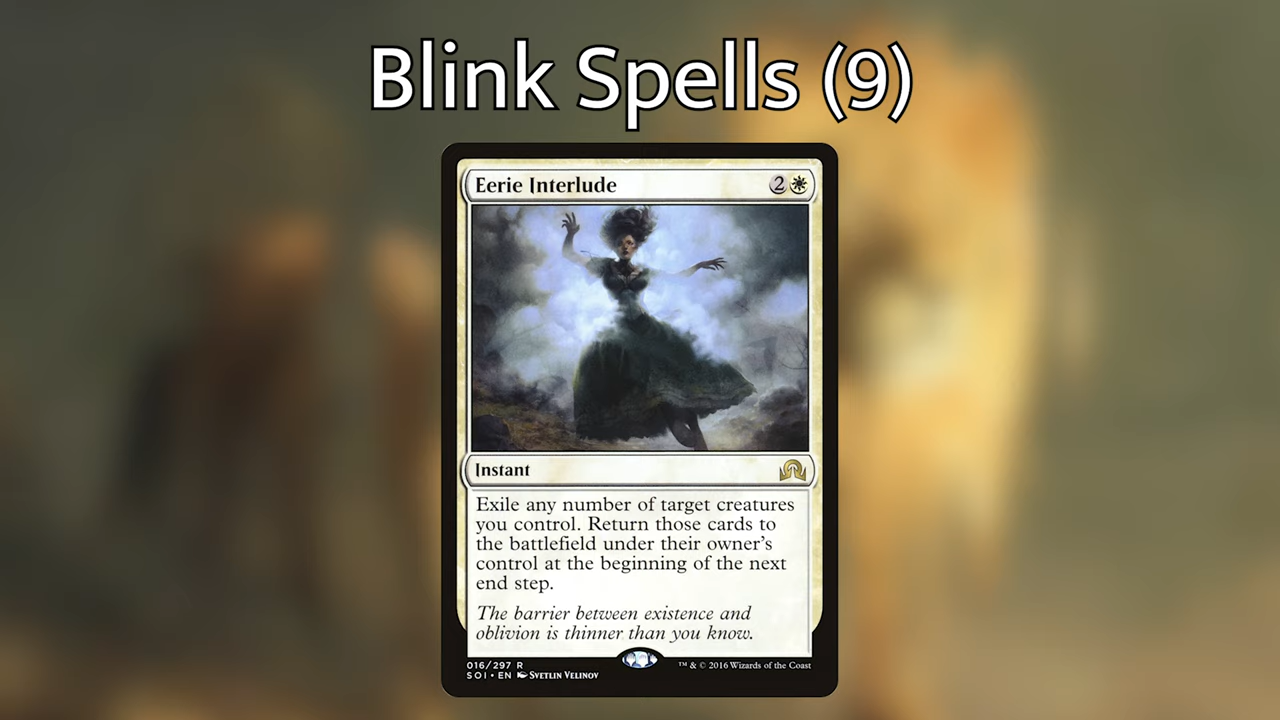 Blink Spells (9)
Eerie Interlude 2
Instant
Exile any number of target creatures
you control. Return those cards to
the battlefield under their owner's
control at the beginning of the next
end step.
The barrier between existence and
oblivion is thinner than you know.
016/297 R
SOI • EN SVETLIN VELINOV
™ & © 2016 Wizards of the Coast